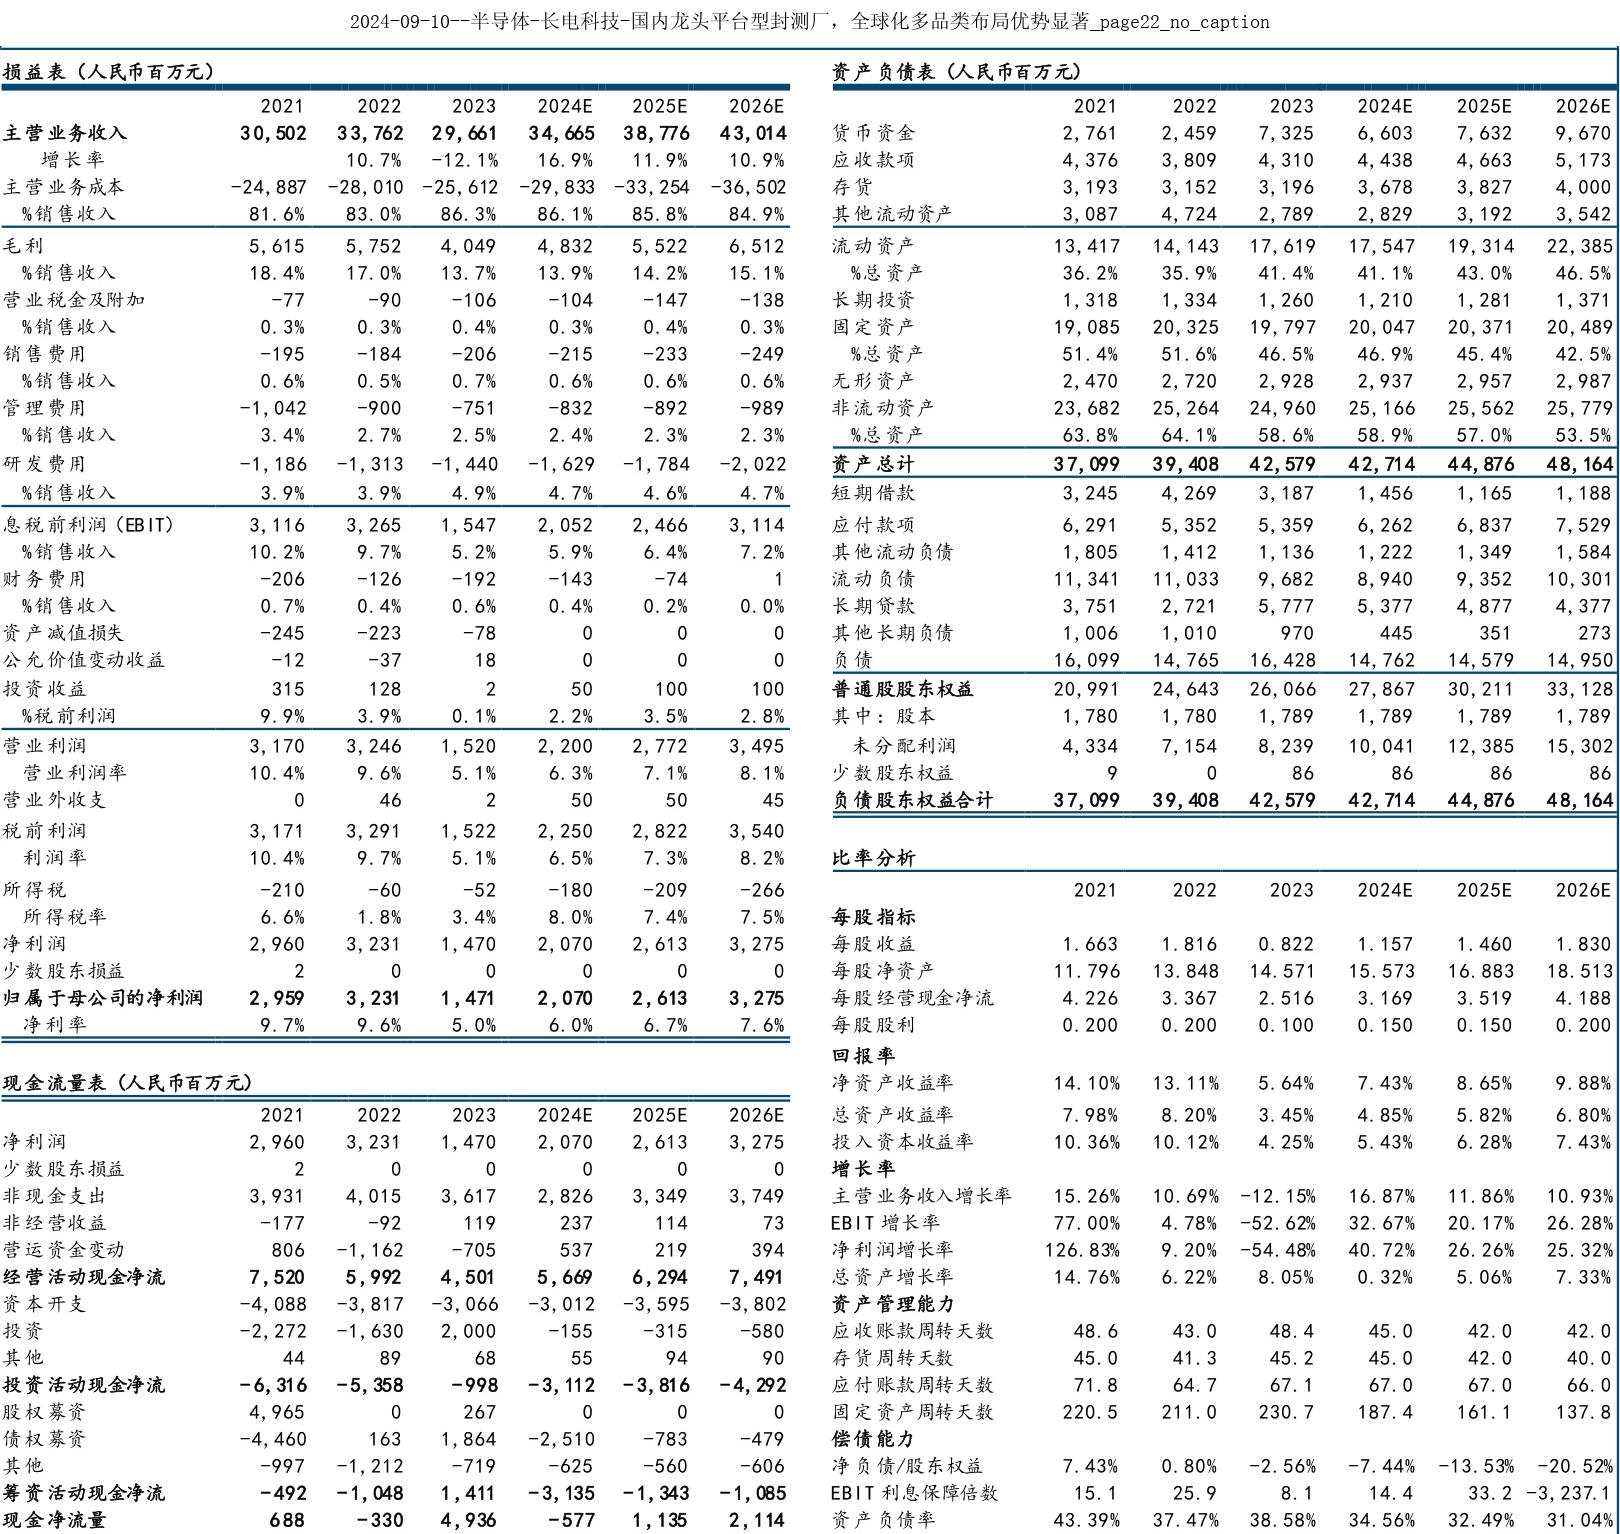 2024-09-10--半导体-长电科技-国内龙头平台型封测厂，全球化多品类布局优势显著_page22_no_caption
损益表（人民币百万元）
2021 2022 2023 2024E 2025E 2026E
主营业务收入 30,502 33,762 29,661 34,665 38,776 43,014
增长率 10.7% -12.1% 16.9% 11.9% 10.9%
主营业务成本 -24,887 -28,010 -25,612 -29,833 -33,254 -36,502
%销售收入 81.6% 83.0% 86.3% 86.1% 85.8% 84.9%
毛利 5,615 5,752 4,049 4,832 5,522 6,512
%销售收入 18.4% 17.0% 13.7% 13.9% 14.2% 15.1%
营业税金及附加 -77 -90 -106 -104 -147 -138
%销售收入 0.3% 0.3% 0.4% 0.3% 0.4% 0.3%
销售费用 -195 -184 -206 -215 -233 -249
%销售收入 0.6% 0.5% 0.7% 0.6% 0.6% 0.6%
管理费用 -1,042 -900 -751 -832 -892 -989
%销售收入 3.4% 2.7% 2.5% 2.4% 2.3% 2.3%
研发费用 -1,186 -1,313 -1,440 -1,629 -1,784 -2,022
%销售收入 3.9% 3.9% 4.9% 4.7% 4.6% 4.7%
息税前利润（EBIT） 3,116 3,265 1,547 2,052 2,466 3,114
%销售收入 10.2% 9.7% 5.2% 5.9% 6.4% 7.2%
财务费用 -206 -126 -192 -143 -74 1
%销售收入 0.7% 0.4% 0.6% 0.4% 0.2% 0.0%
资产减值损失 -245 -223 -78 0 0 0
公允价值变动收益 -12 -37 18 0 0 0
投资收益 315 128 2 50 100 100
%税前利润 9.9% 3.9% 0.1% 2.2% 3.5% 2.8%
营业利润 3,170 3,246 1,520 2,200 2,772 3,495
营业利润率 10.4% 9.6% 5.1% 6.3% 7.1% 8.1%
营业外收支 0 46 2 50 50 45
税前利润 3,171 3,291 1,522 2,250 2,822 3,540
利润率 10.4% 9.7% 5.1% 6.5% 7.3% 8.2%
所得税 -210 -60 -52 -180 -209 -266
所得税率 6.6% 1.8% 3.4% 8.0% 7.4% 7.5%
净利润 2,960 3,231 1,470 2,070 2,613 3,275
少数股东损益 2 0 0 0 0 0
归属于母公司的净利润 2,959 3,231 1,471 2,070 2,613 3,275
净利率 9.7% 9.6% 5.0% 6.0% 6.7% 7.6%
现金流量表（人民币百万元）
2021 2022 2023 2024E 2025E 2026E
净利润 2,960 3,231 1,470 2,070 2,613 3,275
少数股东损益 2 0 0 0 0 0
非现金支出 3,931 4,015 3,617 2,826 3,349 3,749
非经营收益 -177 -92 119 237 114 73
营运资金变动 806 -1,162 -705 537 219 394
经营活动现金净流 7,520 5,992 4,501 5,669 6,294 7,491
资本开支 -4,088 -3,817 -3,066 -3,012 -3,595 -3,802
投资 -2,272 -1,630 2,000 -155 -315 -580
其他 44 89 68 55 94 90
投资活动现金净流 -6,316 -5,358 -998 -3,112 -3,816 -4,292
股权募资 4,965 0 267 0 0 0
债权募资 -4,460 163 1,864 -2,510 -783 -479
其他 -997 -1,212 -719 -625 -560 -606
筹资活动现金净流 -492 -1,048 1,411 -3,135 -1,343 -1,085
现金净流量 688 -330 4,936 -577 1,135 2,114
资产负债表（人民币百万元）
2021 2022 2023 2024E 2025E 2026E
货币资金 2,761 2,459 7,325 6,603 7,632 9,670
应收款项 4,376 3,809 4,310 4,438 4,663 5,173
存货 3,193 3,152 3,196 3,678 3,827 4,000
其他流动资产 3,087 4,724 2,789 2,829 3,192 3,542
流动资产 13,417 14,143 17,619 17,547 19,314 22,385
%总资产 36.2% 35.9% 41.4% 41.1% 43.0% 46.5%
长期投资 1,318 1,334 1,260 1,210 1,281 1,371
固定资产 19,085 20,325 19,797 20,047 20,371 20,489
%总资产 51.4% 51.6% 46.5% 46.9% 45.4% 42.5%
无形资产 2,470 2,720 2,928 2,937 2,957 2,987
非流动资产 23,682 25,264 24,960 25,166 25,562 25,779
%总资产 63.8% 64.1% 58.6% 58.9% 57.0% 53.5%
资产总计 37,099 39,408 42,579 42,714 44,876 48,164
短期借款 3,245 4,269 3,187 1,456 1,165 1,188
应付款项 6,291 5,352 5,359 6,262 6,837 7,529
其他流动负债 1,805 1,412 1,136 1,222 1,349 1,584
流动负债 11,341 11,033 9,682 8,940 9,352 10,301
长期贷款 3,751 2,721 5,777 5,377 4,877 4,377
其他长期负债 1,006 1,010 970 445 351 273
负债 16,099 14,765 16,428 14,762 14,579 14,950
普通股股东权益 20,991 24,643 26,066 27,867 30,211 33,128
其中：股本 1,780 1,780 1,789 1,789 1,789 1,789
未分配利润 4,334 7,154 8,239 10,041 12,385 15,302
少数股东权益 9 0 86 86 86 86
负债股东权益合计 37,099 39,408 42,579 42,714 44,876 48,164
比率分析
2021 2022 2023 2024E 2025E 2026E
每股指标
每股收益 1.663 1.816 0.822 1.157 1.460 1.830
每股净资产 11.796 13.848 14.571 15.573 16.883 18.513
每股经营现金净流 4.226 3.367 2.516 3.169 3.519 4.188
每股股利 0.200 0.200 0.100 0.150 0.150 0.200
回报率
净资产收益率 14.10% 13.11% 5.64% 7.43% 8.65% 9.88%
总资产收益率 7.98% 8.20% 3.45% 4.85% 5.82% 6.80%
投入资本收益率 10.36% 10.12% 4.25% 5.43% 6.28% 7.43%
增长率
主营业务收入增长率 15.26% 10.69% -12.15% 16.87% 11.86% 10.93%
EBIT增长率 77.00% 4.78% -52.62% 32.67% 20.17% 26.28%
净利润增长率 126.83% 9.20% -54.48% 40.72% 26.26% 25.32%
总资产增长率 14.76% 6.22% 8.05% 0.32% 5.06% 7.33%
资产管理能力
应收账款周转天数 48.6 43.0 48.4 45.0 42.0 42.0
存货周转天数 45.0 41.3 45.2 45.0 42.0 40.0
应付账款周转天数 71.8 64.7 67.1 67.0 67.0 66.0
固定资产周转天数 220.5 211.0 230.7 187.4 161.1 137.8
偿债能力
净负债/股东权益 7.43% 0.80% -2.56% -7.44% -13.53% -20.52%
EBIT利息保障倍数 15.1 25.9 8.1 14.4 33.2 -3,237.1
资产负债率 43.39% 37.47% 38.58% 34.56% 32.49% 31.04%